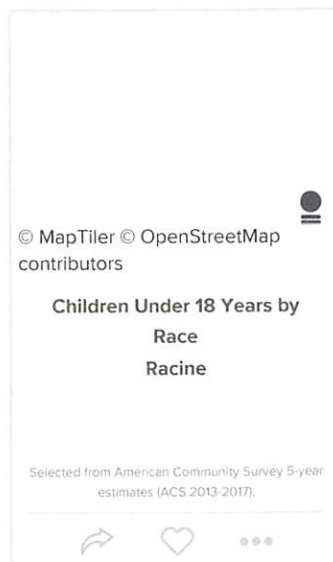 © MapTiler © OpenStreetMap
contributors
Children Under 18 Years by
Race
Racine
Selected from American Community Survey 5-year
estimates (ACS 2013-2017),